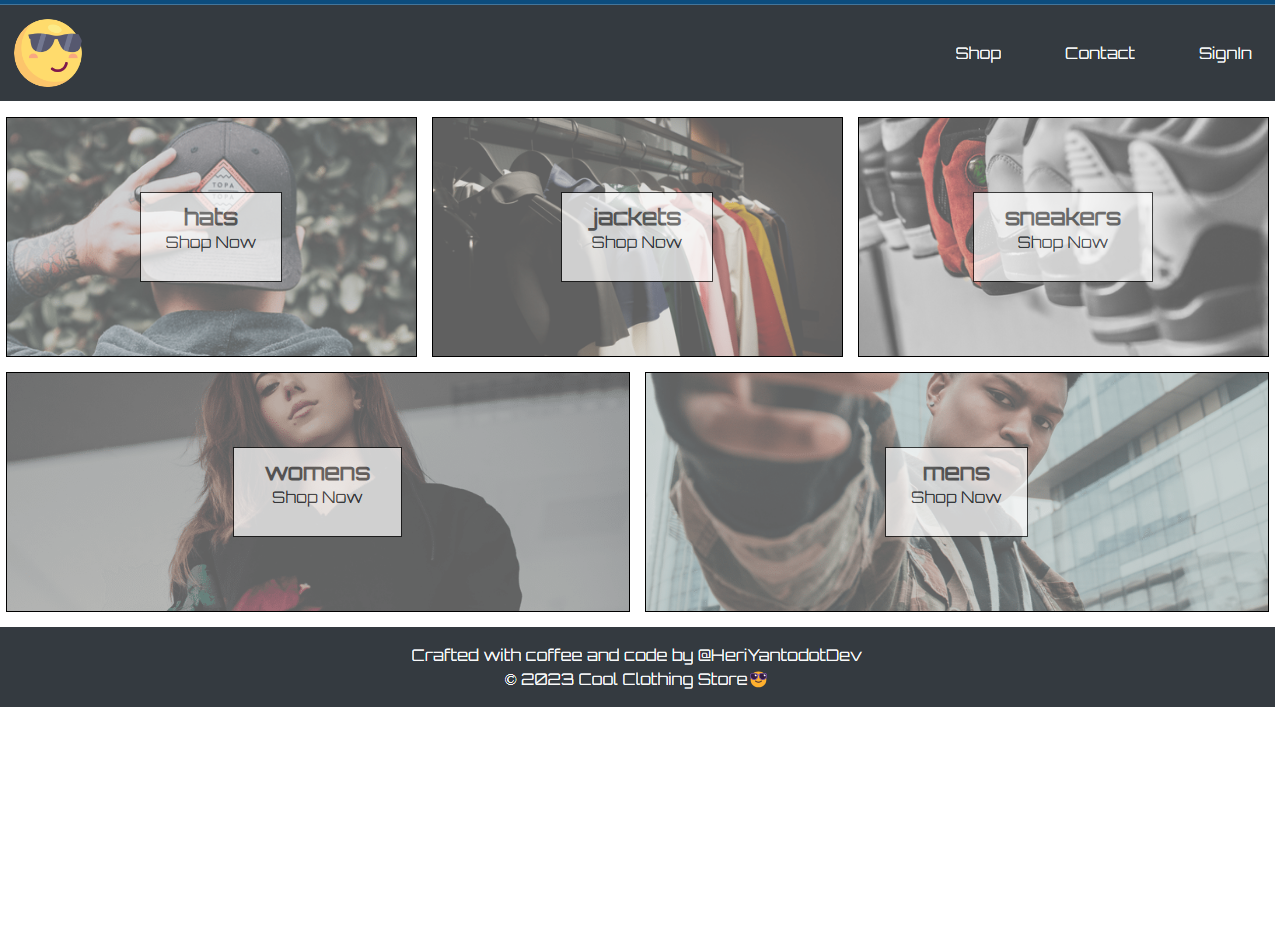 Shop
Contact
SignIn
TOPA
TOPA
hats
Shop Now
jackets
Shop Now
sneakers
Shop Now
womens
Shop Now
mens
Shop Now
Crafted with coffee and code by @HeriYantodotDev
© 2023 Cool Clothing Store😎